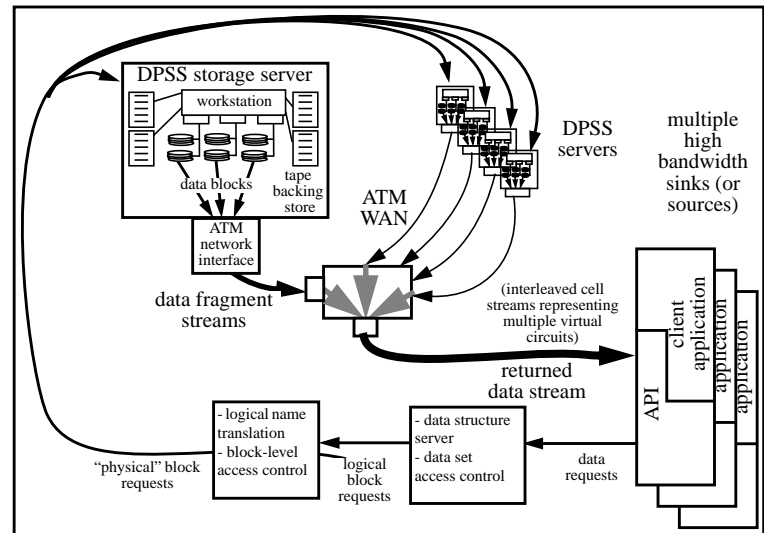 DPSS storage server
workstation
data blocks
tape
backing
store
ATM
network
interface
data fragment
streams
ATM
WAN
DPSS
servers
multiple
high
bandwidth
sinks (or
sources)
(interleaved cell
streams representing
multiple virtual
circuits)
returned
data stream
client
application
API
application
application
- logical name
translation
- block-level
access control
- data structure
server
- data set
access control
“physical” block
requests
logical
block
requests
data
requests